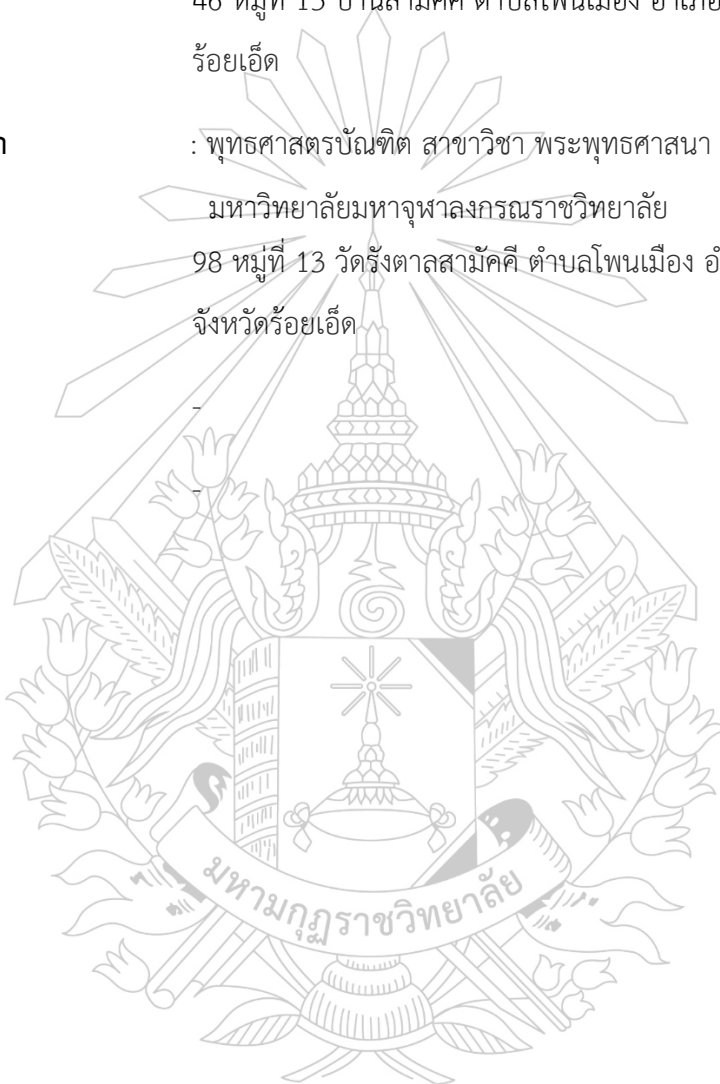 ร้อยเอ็ด
: พุทธศาสตรบัณฑิต สาขาวิชา พระพุทธศาสนา
มหาวิทยาลัยมหาจุฬาลงกรณราชวิทยาลัย
98 หมู่ที่ 13 วัดรังตาลสามัคคี ตำบลโพนเมือง
จังหวัดร้อยเอ็ด
-
-
มหามกุฏราชวิทยาลัย